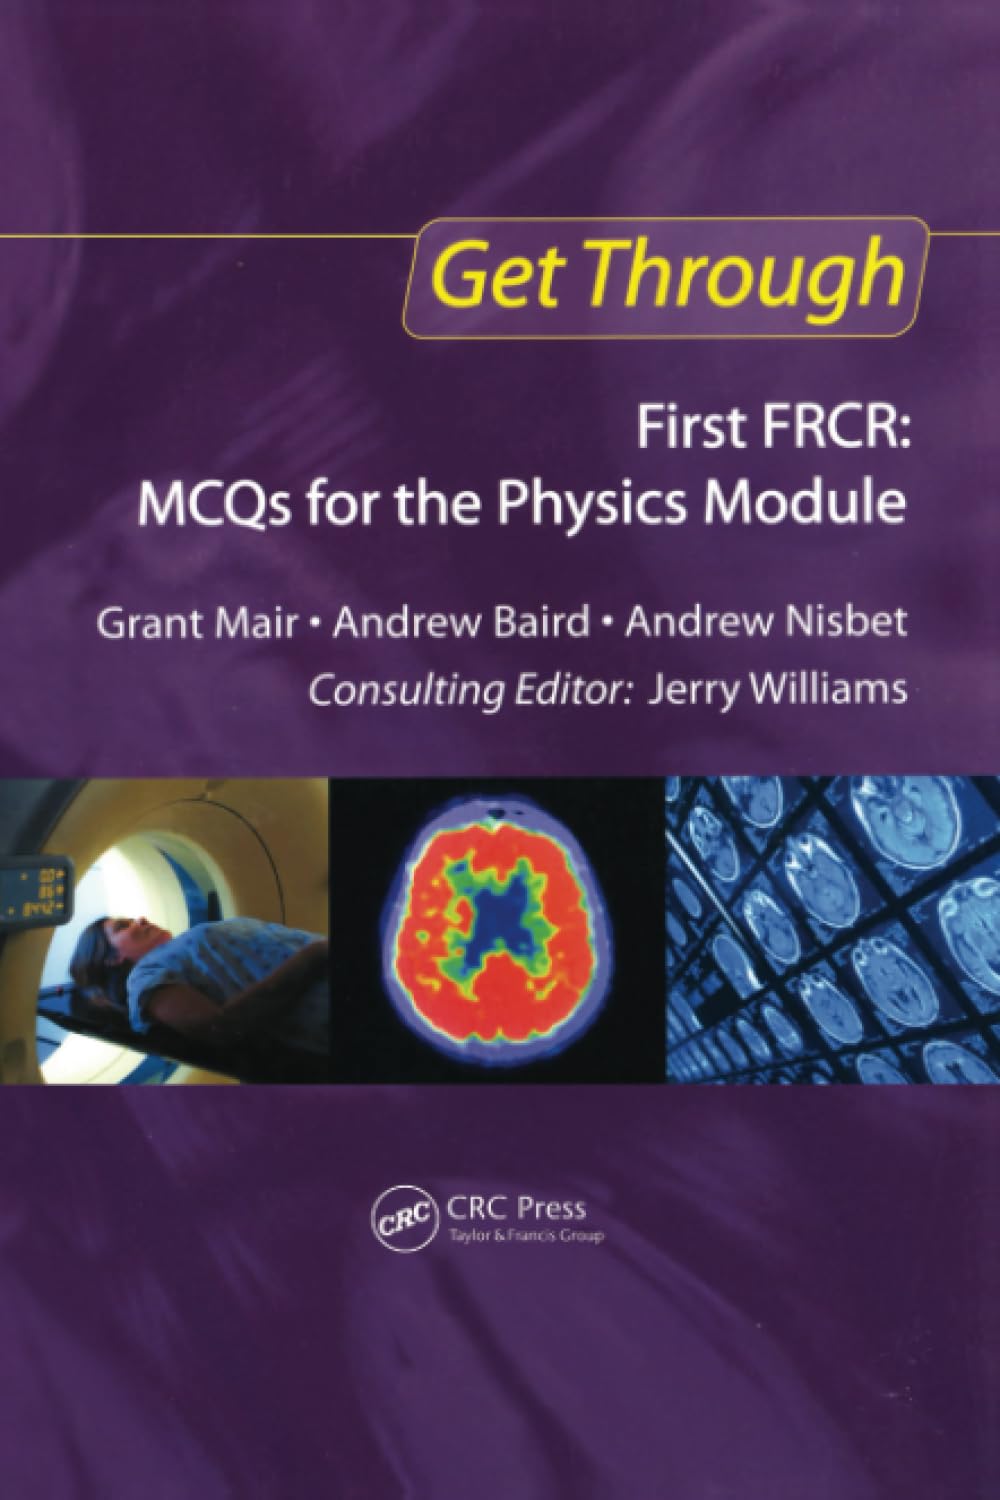 Get Through
First FRCR:
MCQs for the Physics Module
Grant Mair • Andrew Baird • Andrew Nisbet
Consulting Editor: Jerry Williams
CRC
CRC Press
Taylor & Francis Group